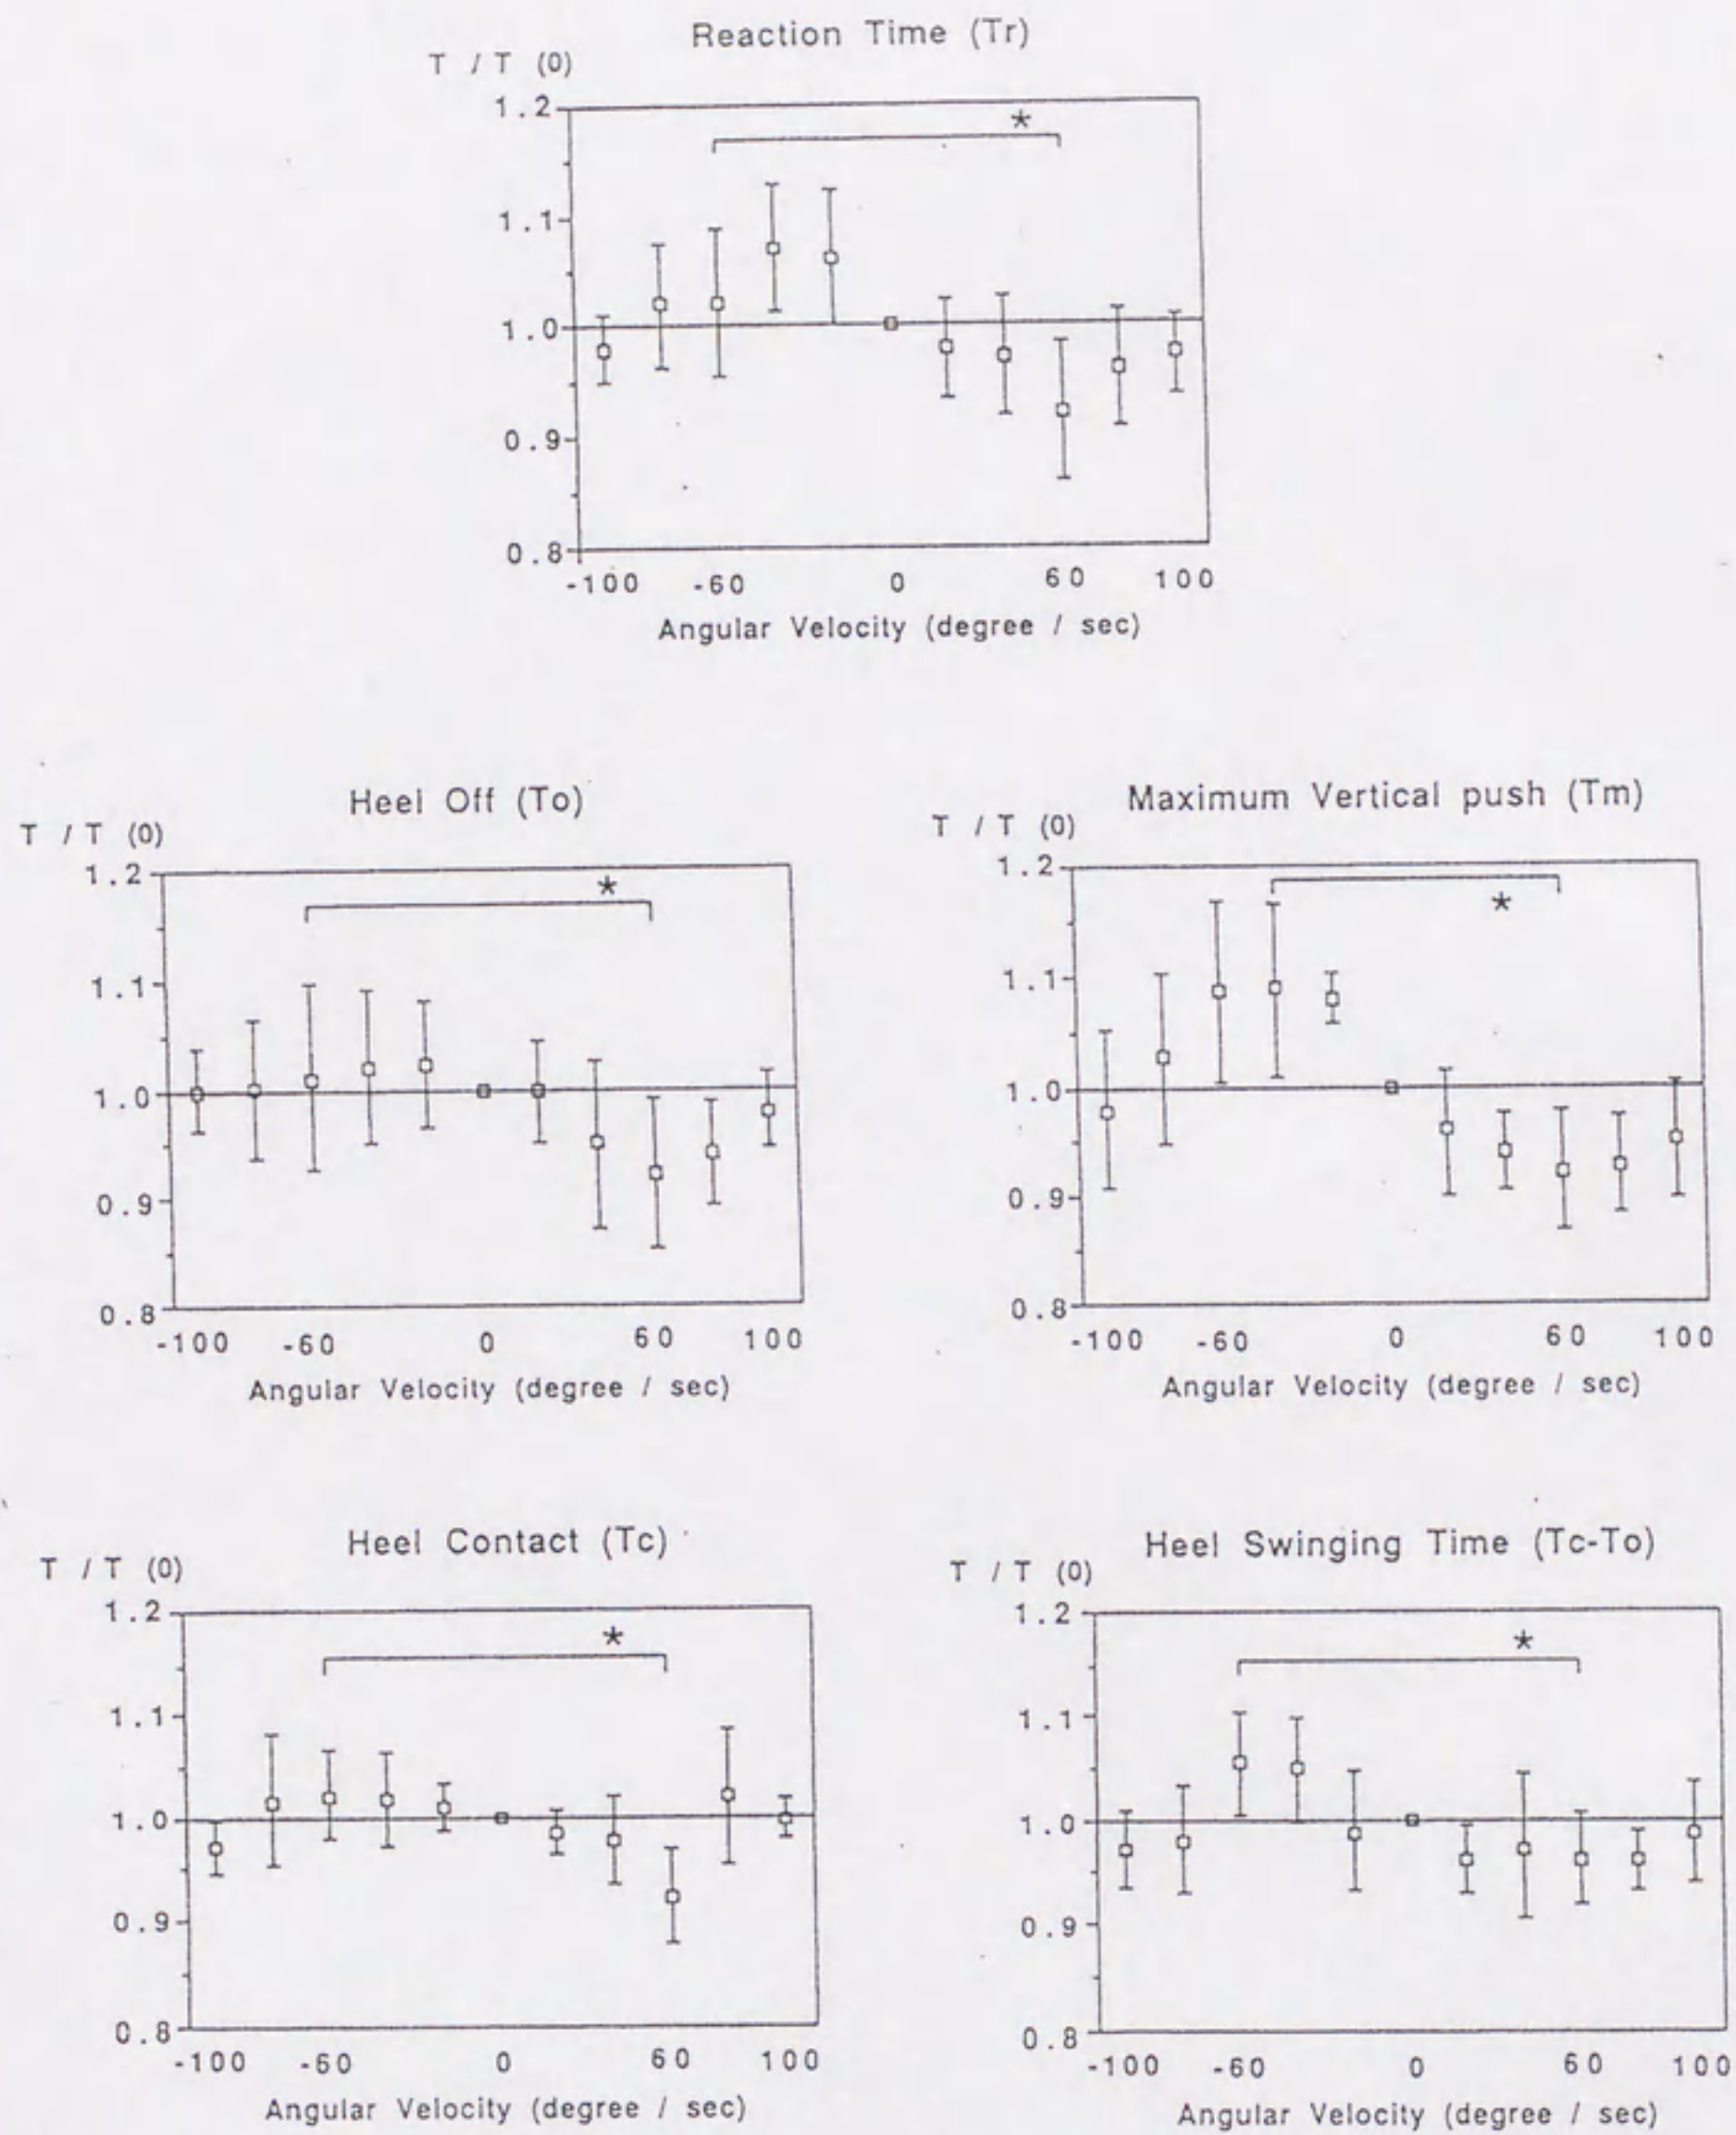 Reaction Time (Tr)
T / T (0)
*
1.2
1.1
1.0
0.9
0.8
-100 -60 0 60 100
Angular Velocity (degree / sec)
Heel Off (To)
T / T (0)
*
1.2
1.1
1.0
0.9
0.8
-100 -60 0 60 100
Angular Velocity (degree / sec)
Maximum Vertical push (Tm)
T / T (0)
*
1.2
1.1
1.0
0.9
0.8
-100 -60 0 60 100
Angular Velocity (degree / sec)
Heel Contact (Tc)
T / T (0)
*
1.2
1.1
1.0
0.9
0.8
-100 -60 0 60 100
Angular Velocity (degree / sec)
Heel Swinging Time (Tc-To)
T / T (0)
*
1.2
1.1
1.0
0.9
0.8
-100 -60 0 60 100
Angular Velocity (degree / sec)